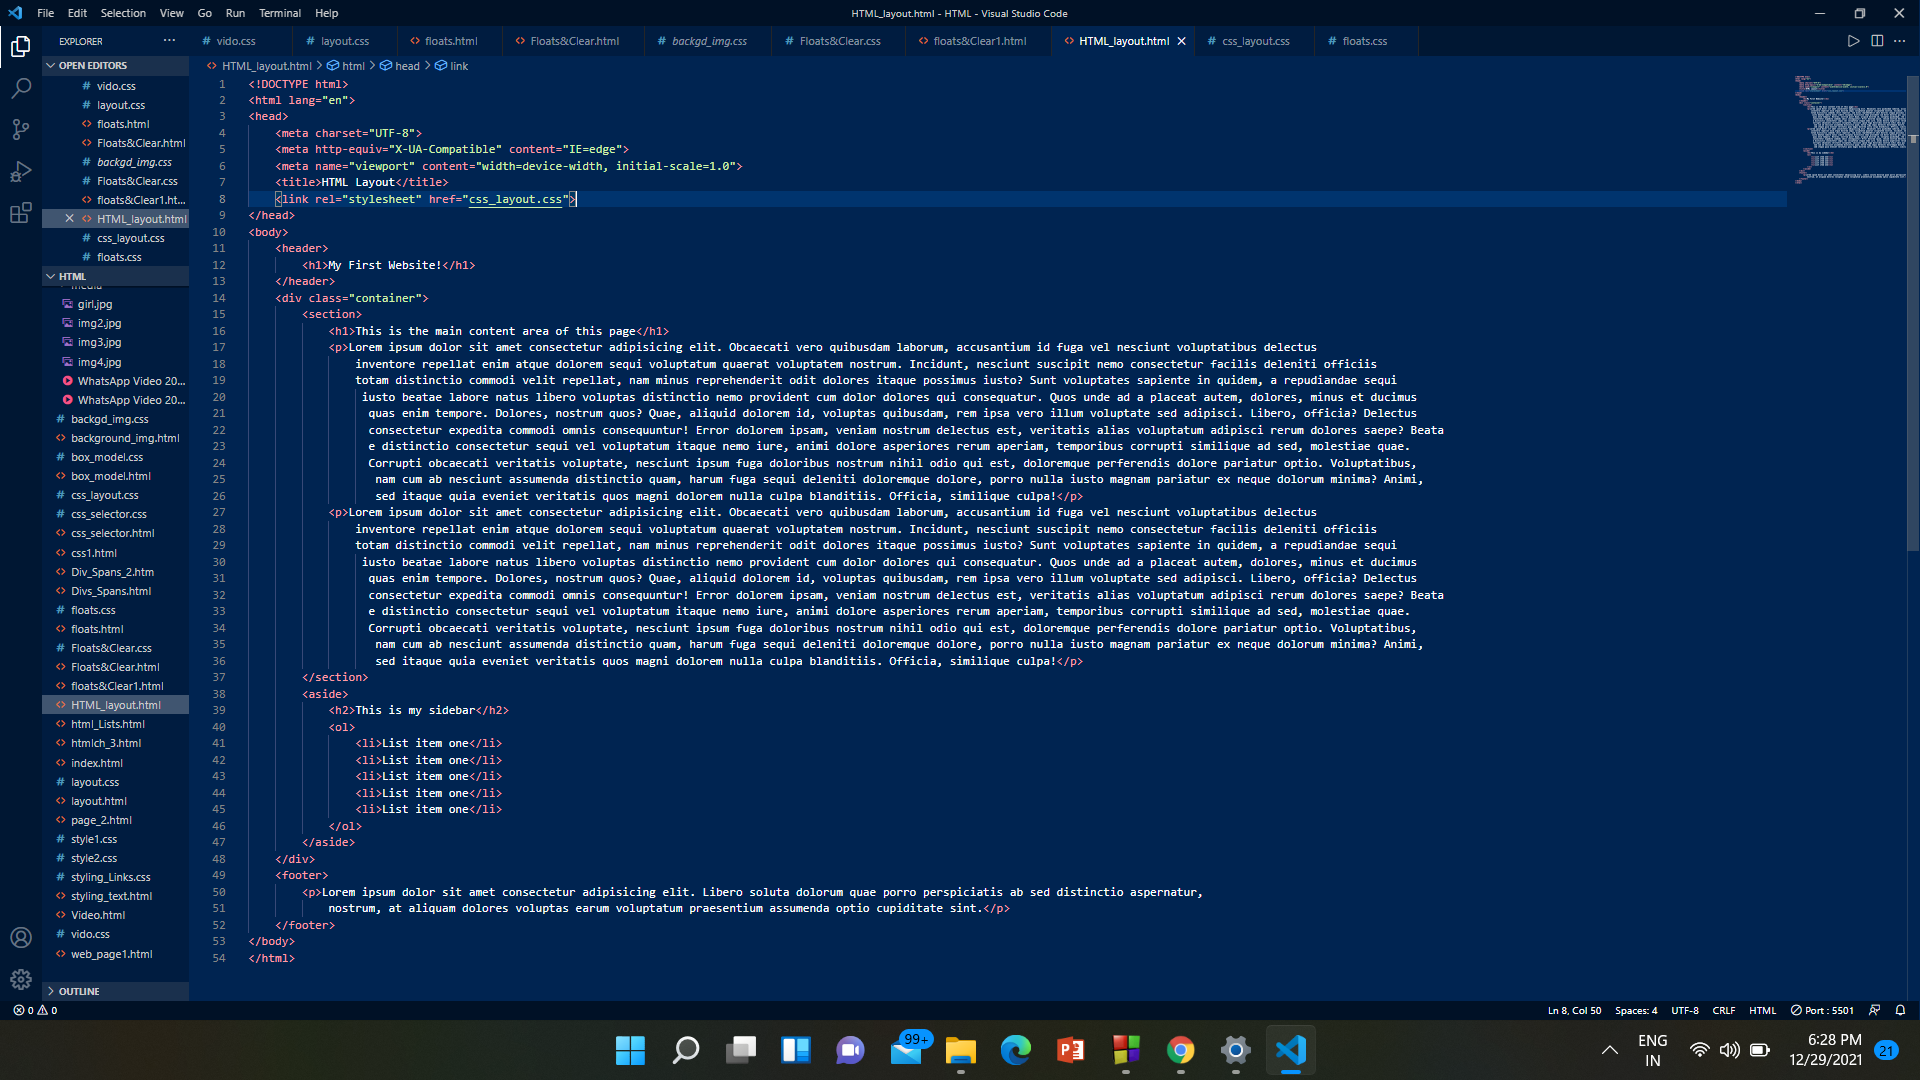 File Edit Selection View Go Run Terminal Help
HTML_layout.html - HTML - Visual Studio Code
EXPLORER
vido.css layout.css floats.html Floats&Clear.html backgd_img.css Floats&Clear.css floats&Clear1.html HTML_layout.html css_layout.css floats.css
OPEN EDITORS
vido.css
layout.css
floats.html
Floats&Clear.html
backgd_img.css
Floats&Clear.css
floats&Clear1.ht...
HTML_layout.html
css_layout.css
floats.css
HTML
media
girl.jpg
img2.jpg
img3.jpg
img4.jpg
WhatsApp Video 20...
WhatsApp Video 20...
backgd_img.css
background_img.html
box_model.css
box_model.html
css_layout.css
css_selector.css
css_selector.html
css1.html
Div_Spans_2.htm
Divs_Spans.html
floats.css
floats.html
Floats&Clear.css
Floats&Clear.html
floats&Clear1.html
HTML_layout.html
html_Lists.html
htmlch_3.html
index.html
layout.css
layout.html
page_2.html
style1.css
style2.css
styling_Links.css
styling_text.html
Video.html
vido.css
web_page1.html
OUTLINE
HTML_layout.html > html > head > link
1 <!DOCTYPE html>
2 <html lang="en">
3 <head>
4 <meta charset="UTF-8">
5 <meta http-equiv="X-UA-Compatible" content="IE=edge">
6 <meta name="viewport" content="width=device-width, initial-scale=1.0">
7 <title>HTML Layout</title>
8 <link rel="stylesheet" href="css_layout.css">
9 </head>
10 <body>
11 <header>
12 <h1>My First Website!</h1>
13 </header>
14 <div class="container">
15 <section>
16 <h1>This is the main content area of this page</h1>
17 <p>Lorem ipsum dolor sit amet consectetur adipisicing elit. Obcaecati vero quibusdam laborum, accusantium id fuga vel nesciunt voluptatibus delectus
18 inventore repellat enim atque dolorem sequi voluptatum quaerat voluptatem nostrum. Incidunt, nesciunt suscipit nemo consectetur facilis deleniti officiis
19 totam distinctio commodi velit repellat, nam minus reprehenderit odit dolores itaque possimus iusto? Sunt voluptates sapiente in quidem, a repudiandae sequi
20 iusto beatae labore natus libero voluptas distinctio nemo provident cum dolor dolores qui consequatur. Quos unde ad a placeat autem, dolores, minus et ducimus
21 quas enim tempore. Dolores, nostrum quos? Quae, aliquid dolorem id, voluptas quibusdam, rem ipsa vero illum voluptate sed adipisci. Libero, officia? Delectus
22 consectetur expedita commodi omnis consequuntur! Error dolorem ipsam, veniam nostrum delectus est, veritatis alias voluptatum adipisci rerum dolores saepe? Beata
23 e distinctio consectetur sequi vel voluptatum itaque nemo iure, animi dolore asperiores rerum aperiam, temporibus corrupti similique ad sed, molestiae quae.
24 Corrupti obcaecati veritatis voluptate, nesciunt ipsum fuga doloribus nostrum nihil odio qui est, doloremque perferendis dolore pariatur optio. Voluptatibus,
25 nam cum ab nesciunt assumenda distinctio quam, harum fuga sequi deleniti doloremque dolore, porro nulla iusto magnam pariatur ex neque dolorum minima? Animi,
26 sed itaque quia eveniet veritatis quos magni dolorem nulla culpa blanditiis. Officia, similique culpa!</p>
27 <p>Lorem ipsum dolor sit amet consectetur adipisicing elit. Obcaecati vero quibusdam laborum, accusantium id fuga vel nesciunt voluptatibus delectus
28 inventore repellat enim atque dolorem sequi voluptatum quaerat voluptatem nostrum. Incidunt, nesciunt suscipit nemo consectetur facilis deleniti officiis
29 totam distinctio commodi velit repellat, nam minus reprehenderit odit dolores itaque possimus iusto? Sunt voluptates sapiente in quidem, a repudiandae sequi
30 iusto beatae labore natus libero voluptas distinctio nemo provident cum dolor dolores qui consequatur. Quos unde ad a placeat autem, dolores, minus et ducimus
31 quas enim tempore. Dolores, nostrum quos? Quae, aliquid dolorem id, voluptas quibusdam, rem ipsa vero illum voluptate sed adipisci. Libero, officia? Delectus
32 consectetur expedita commodi omnis consequuntur! Error dolorem ipsam, veniam nostrum delectus est, veritatis alias voluptatum adipisci rerum dolores saepe? Beata
33 e distinctio consectetur sequi vel voluptatum itaque nemo iure, animi dolore asperiores rerum aperiam, temporibus corrupti similique ad sed, molestiae quae.
34 Corrupti obcaecati veritatis voluptate, nesciunt ipsum fuga doloribus nostrum nihil odio qui est, doloremque perferendis dolore pariatur optio. Voluptatibus,
35 nam cum ab nesciunt assumenda distinctio quam, harum fuga sequi deleniti doloremque dolore, porro nulla iusto magnam pariatur ex neque dolorum minima? Animi,
36 sed itaque quia eveniet veritatis quos magni dolorem nulla culpa blanditiis. Officia, similique culpa!</p>
37 </section>
38 <aside>
39 <h2>This is my sidebar</h2>
40 <ol>
41 <li>List item one</li>
42 <li>List item one</li>
43 <li>List item one</li>
44 <li>List item one</li>
45 <li>List item one</li>
46 </ol>
47 </aside>
48 </div>
49 <footer>
50 <p>Lorem ipsum dolor sit amet consectetur adipisicing elit. Libero soluta dolorum quae porro perspiciatis ab sed distinctio aspernatur,
51 nostrum, at aliquam dolores voluptas earum voluptatum praesentium assumenda optio cupiditate sint.</p>
52 </footer>
53 </body>
54 </html>
0 0 Ln 8, Col 50 Spaces: 4 UTF-8 CRLF HTML Port : 5501
99+
ENG
IN
6:28 PM
12/29/2021
21